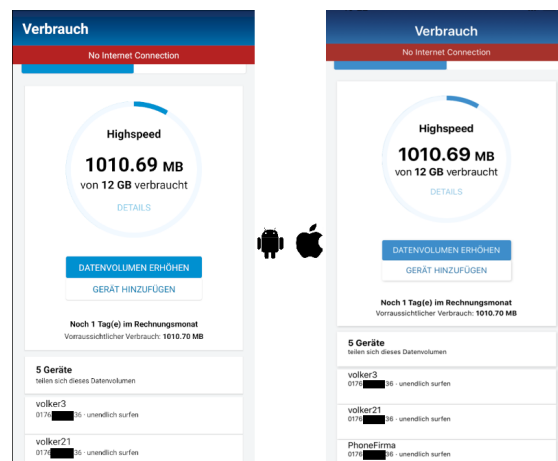 Verbrauch
No Internet Connection
Highspeed
1010.69 MB
von 12 GB verbraucht
DETAILS
DATENVOLUMEN ERHÖHEN
GERÄT HINZUFÜGEN
Noch 1 Tag(e) im Rechnungsmonat
Vorraussichtlicher Verbrauch: 1010.70 MB
5 Geräte
teilen sich dieses Datenvolumen
volker3
0176 36 - unendlich surfen
volker21
0176 36 - unendlich surfen
Verbrauch
No Internet Connection
Highspeed
1010.69 MB
von 12 GB verbraucht
DETAILS
DATENVOLUMEN ERHÖHEN
GERÄT HINZUFÜGEN
Noch 1 Tag(e) im Rechnungsmonat
Vorraussichtlicher Verbrauch: 1010.70 MB
5 Geräte
teilen sich dieses Datenvolumen
volker3
0176 36 - unendlich surfen
volker21
0176 36 - unendlich surfen
PhoneFirma
0176 36 - unendlich surfen